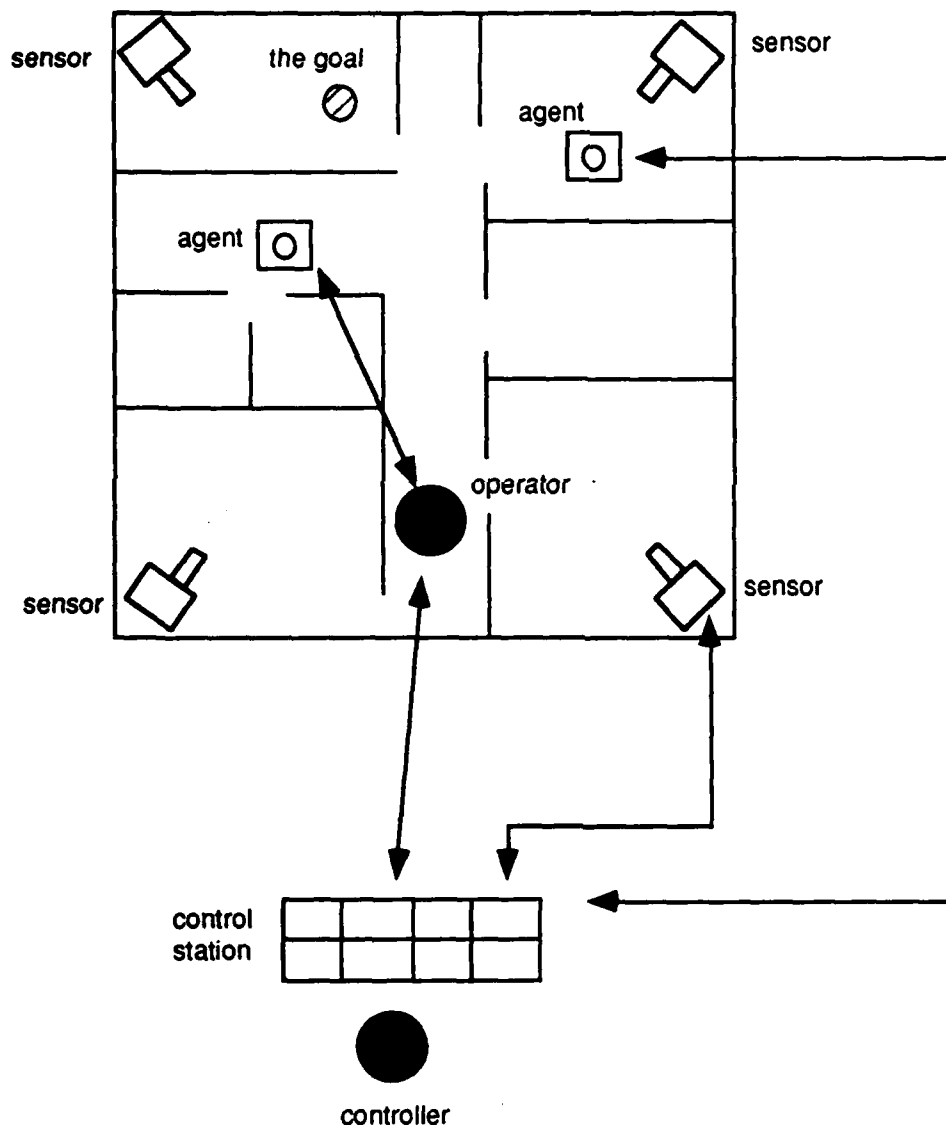 sensor
the goal
sensor
agent
agent
operator
sensor
sensor
control
station
controller